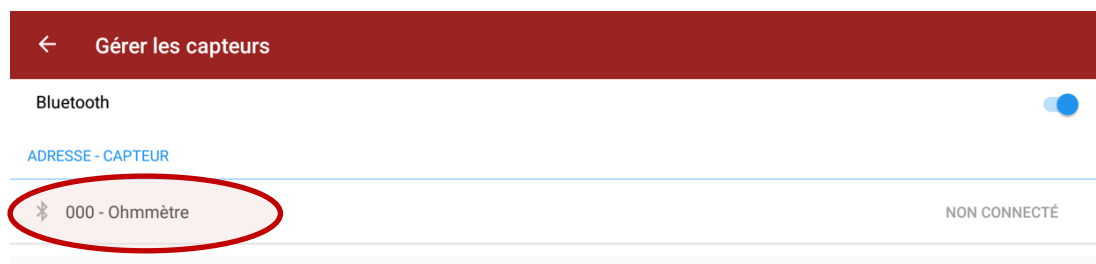 Gérer les capteurs
Bluetooth
ADRESSE - CAPTEUR
000 - Ohmmètre NON CONNECTÉ